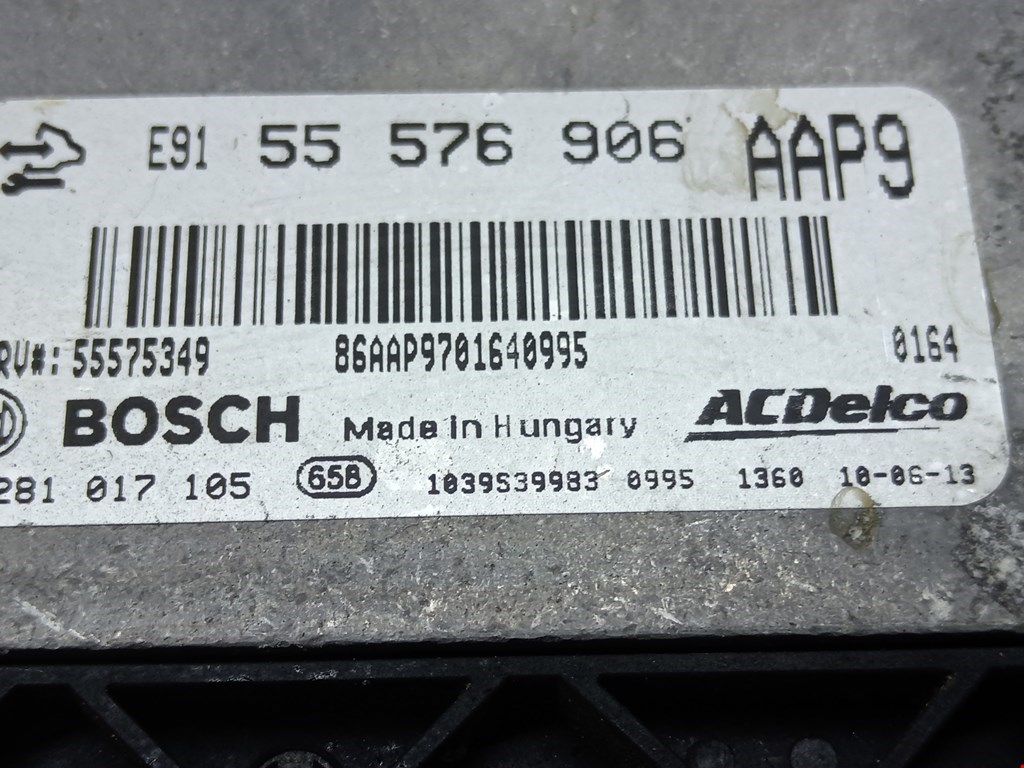 E91 55 576 906 AAP9
RV#: 55575349 86AAP9701640995 0164
BOSCH Made in Hungary ACDelco
281 017 105 658 1039S39983 0995 1360 10-06-13